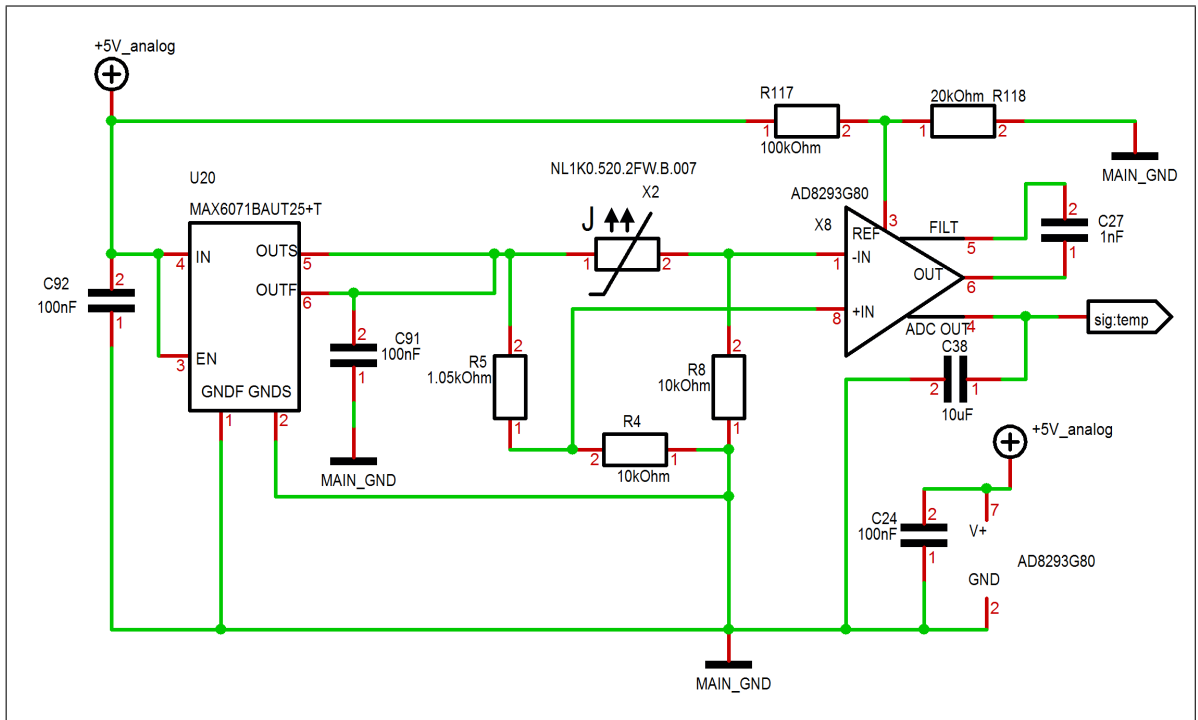 +5V_analog
R117
20kOhm R118
1
2
1
2
1
100kOhm
MAIN_GND
NL1K0.520.2FW.B.007
X2
AD8293G80
U20
MAX6071BAUT25+T
J
X8
3
REF
FILT
5
2
C27
1nF
1
IN
4
OUTS
5
1
2
-IN
1
OUT
6
C92
100nF
2
1
OUTF
6
+IN
8
ADC OUT
4
sig:temp
C91
100nF
2
1
EN
3
R5
1.05kOhm
2
1
R8
10kOhm
2
1
C38
2
1
10uF
GNDF GNDS
1
2
R4
2
1
10kOhm
+5V_analog
MAIN_GND
C24
100nF
2
1
7
V+
AD8293G80
GND
2
MAIN_GND